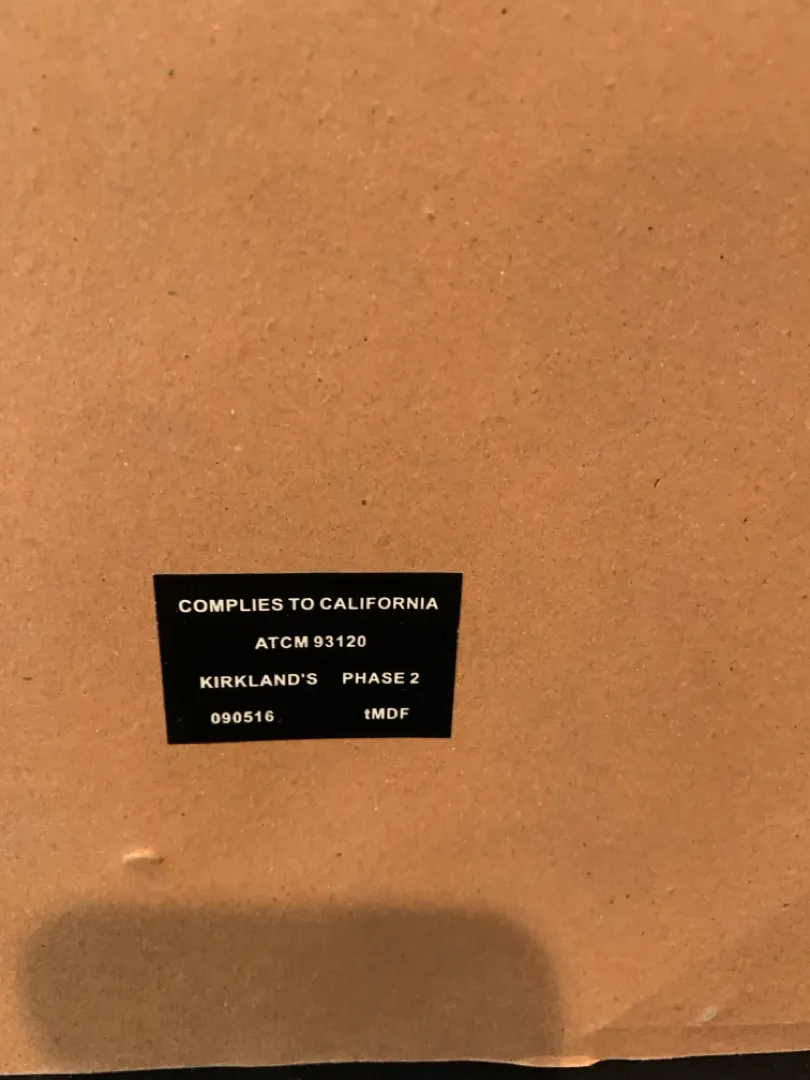 COMPLIES TO CALIFORNIA
ATCM 93120
KIRKLAND'S PHASE 2
090516 tMDF